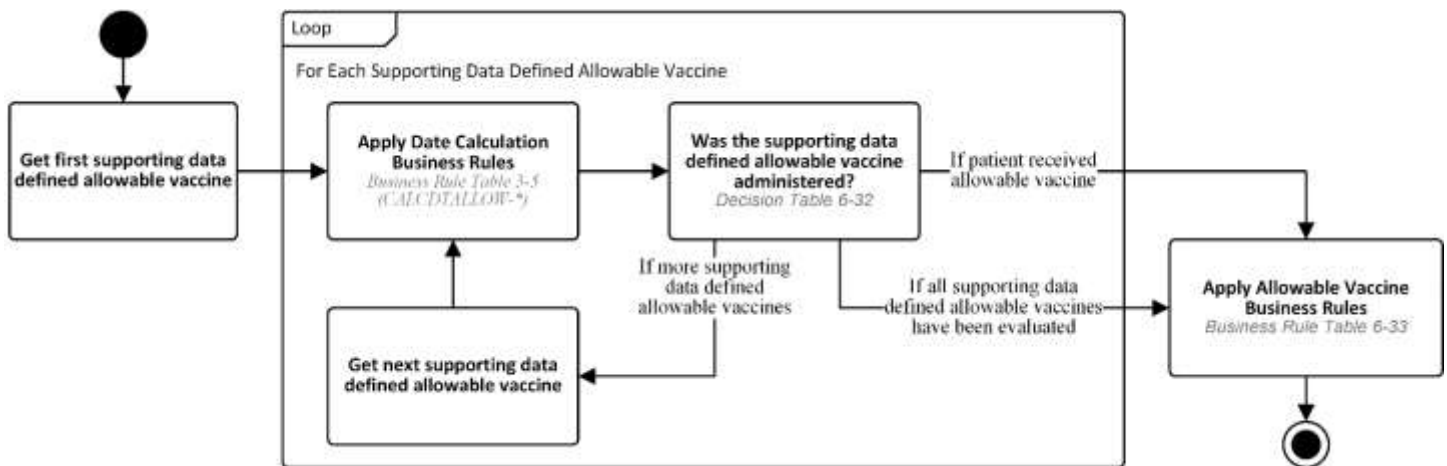 Loop
For Each Supporting Data Defined Allowable Vaccine
Get first supporting data
defined allowable vaccine
Apply Date Calculation
Business Rules
Business Rule Table 3-5
(CALCDTALLOW-*)
Was the supporting data
defined allowable vaccine
administered?
Decision Table 6-32
If patient received
allowable vaccine
If more supporting
data defined
allowable vaccines
If all supporting data
defined allowable vaccines
have been evaluated
Apply Allowable Vaccine
Business Rules
Business Rule Table 6-33
Get next supporting data
defined allowable vaccine